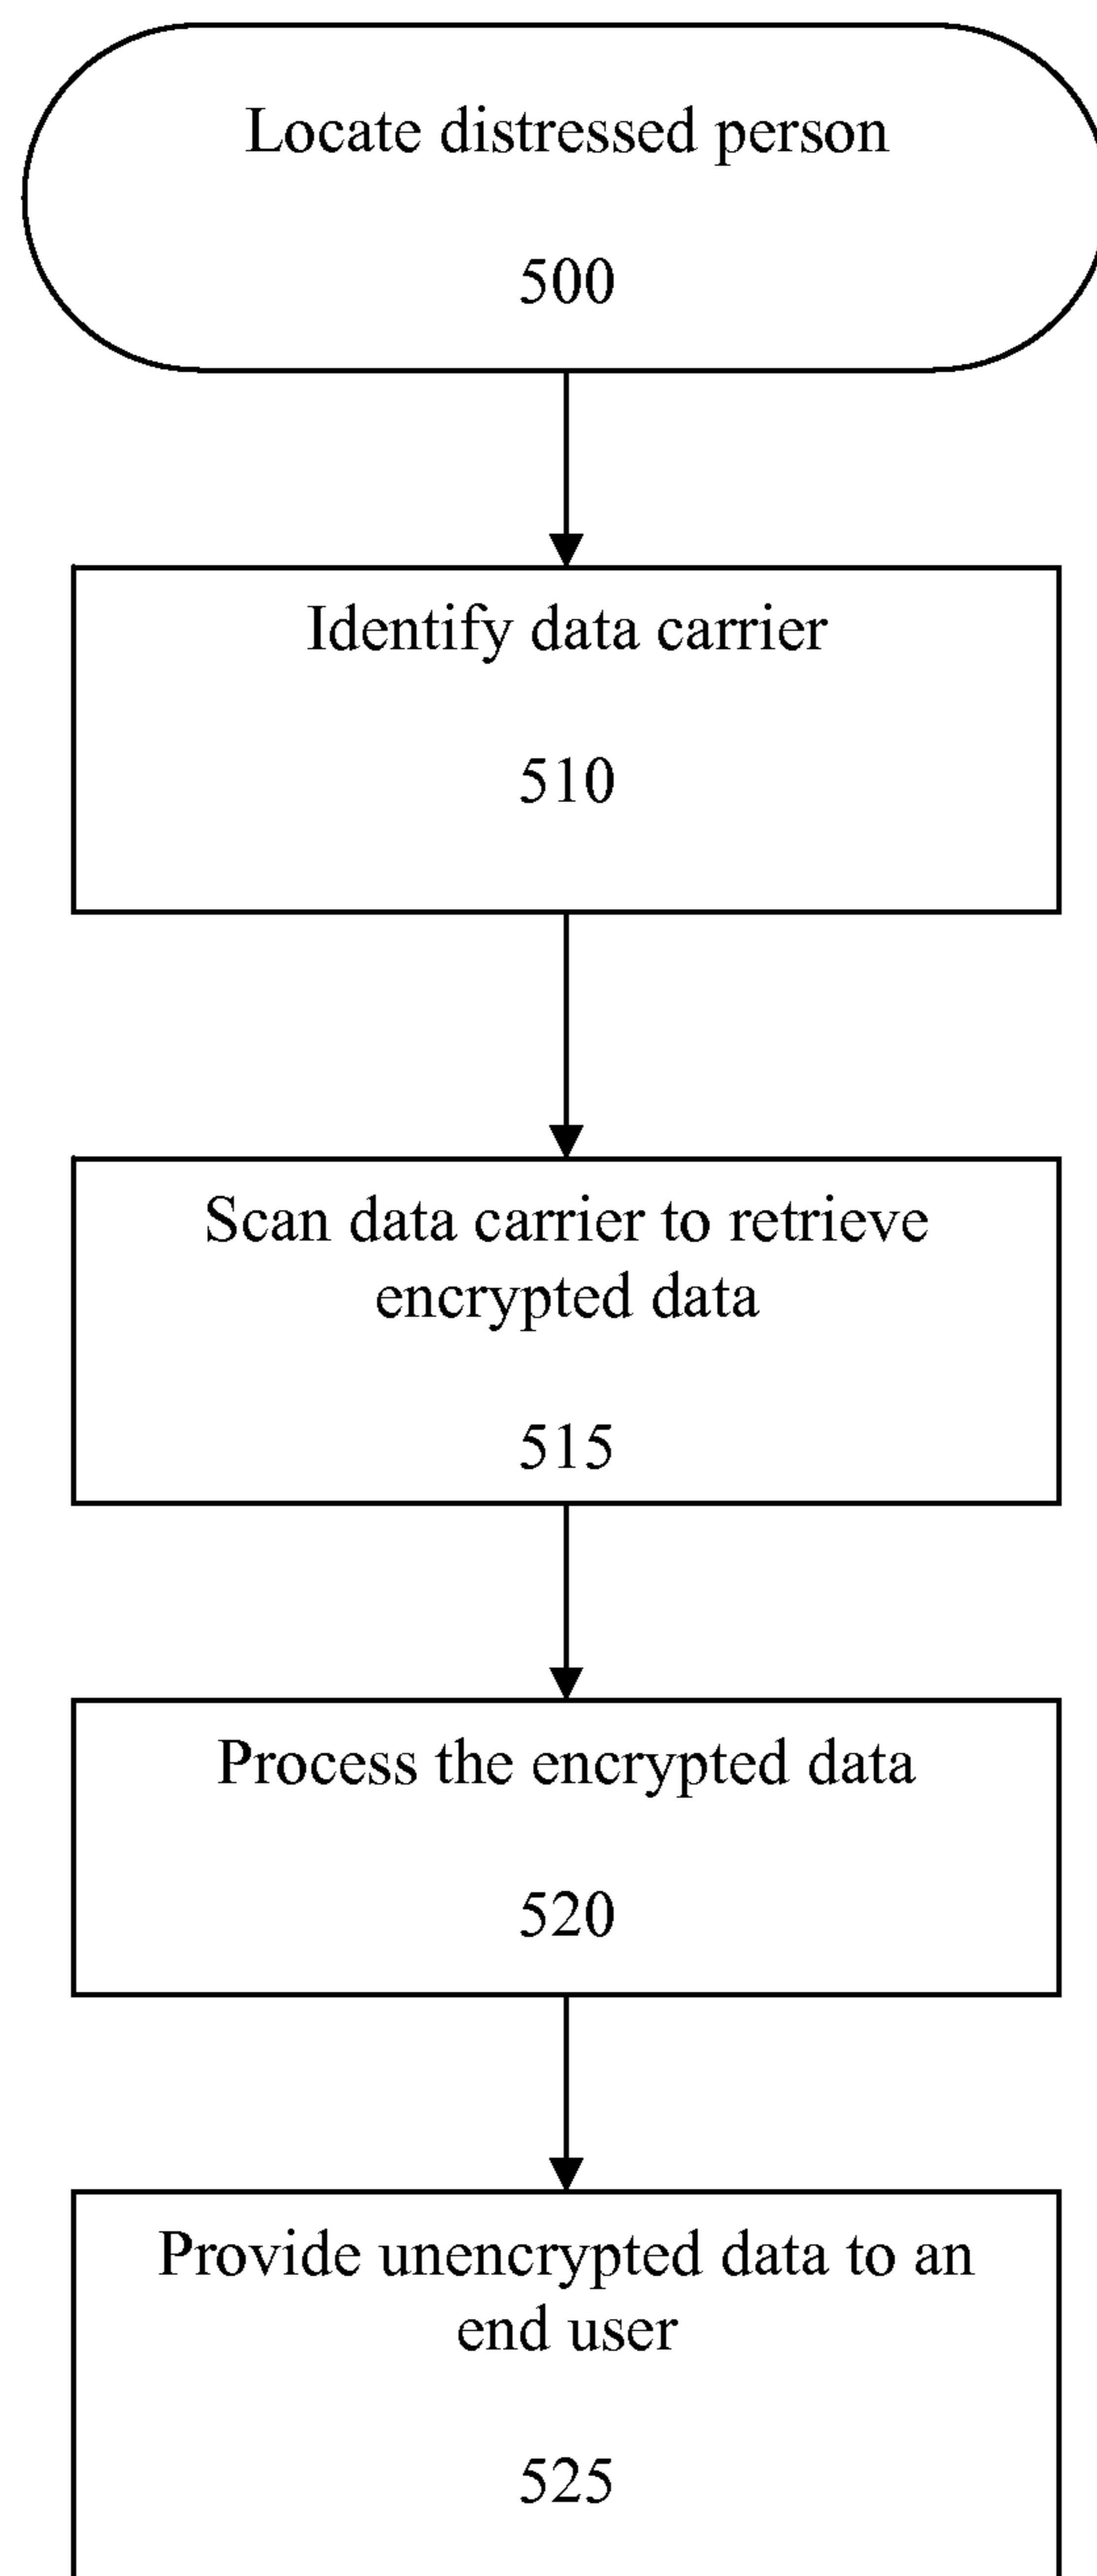 Locate distressed person
500
Identify data carrier
510
Scan data carrier to retrieve
encrypted data
515
Process the encrypted data
520
Provide unencrypted data to an
end user
525